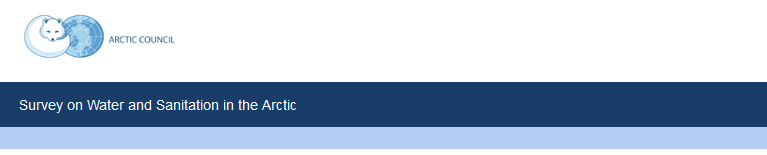 ARCTIC COUNCIL
Survey on Water and Sanitation in the Arctic